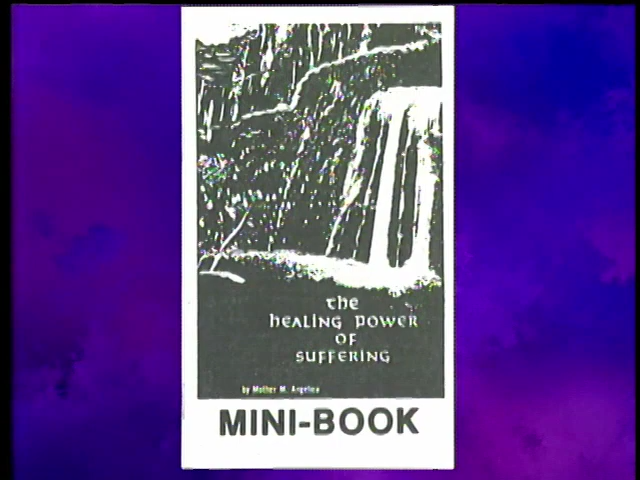 the
healing power
of
suffering
by Mother M. Angelica
MINI-BOOK